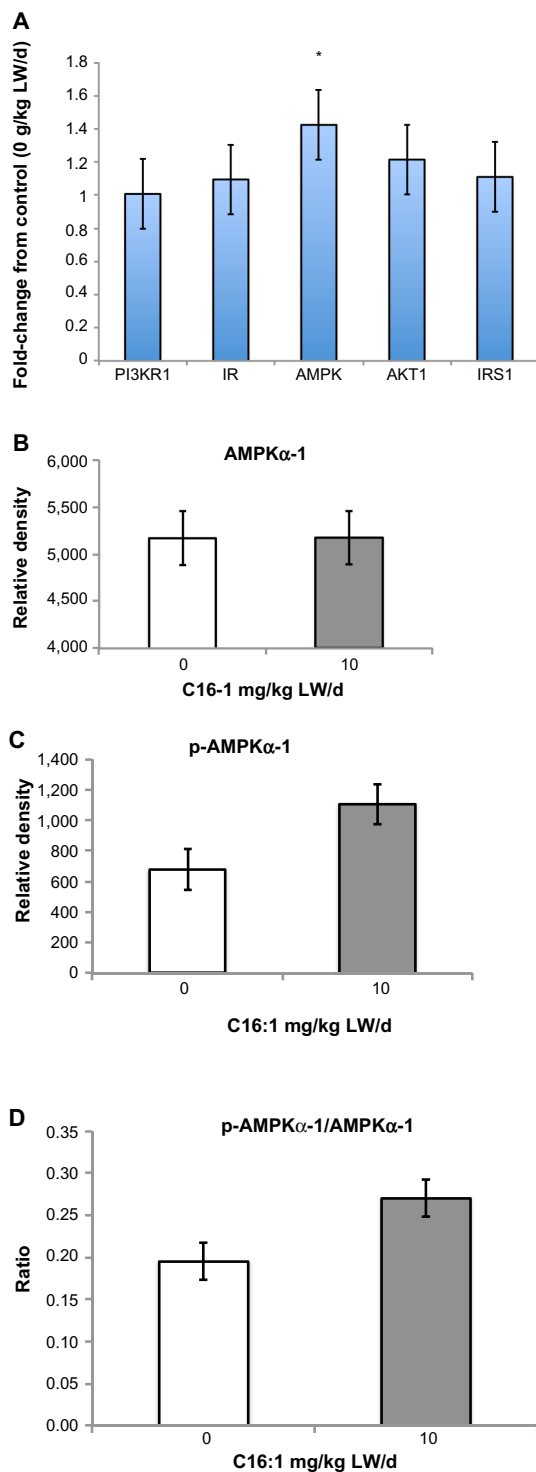 A
*
Fold-change from control (0 g/kg LW/d)
1.8
1.6
1.4
1.2
1
0.8
0.6
0.4
0.2
0
PI3KR1 IR AMPK AKT1 IRS1
B
AMPKα-1
Relative density
6,000
5,500
5,000
4,500
4,000
0 10
C16-1 mg/kg LW/d
C
p-AMPKα-1
Relative density
1,400
1,200
1,000
800
600
400
200
0
0 10
C16:1 mg/kg LW/d
D
p-AMPKα-1/AMPKα-1
Ratio
0.35
0.30
0.25
0.20
0.15
0.10
0.05
0.00
0 10
C16:1 mg/kg LW/d